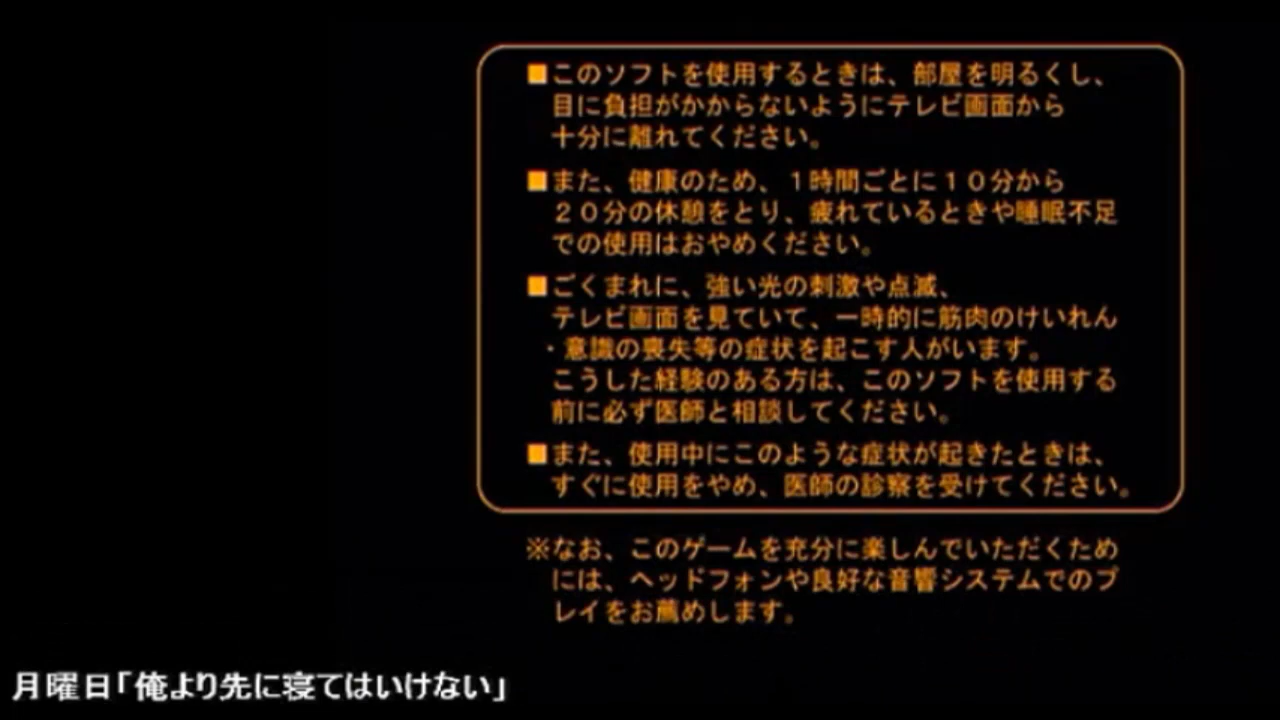 ■このソフトを使用するときは、部屋を明るくし、
目に負担がかからないようにテレビ画面から
十分に離れてください。
■また、健康のため、１時間ごとに１０分から
２０分の休憩をとり、疲れているときや睡眠不足
での使用はおやめください。
■ごくまれに、強い光の刺激や点滅、
テレビ画面を見ていて、一時的に筋肉のけいれん
・意識の喪失等の症状を起こす人がいます。
こうした経験のある方は、このソフトを使用する
前に必ず医師と相談してください。
■また、使用中にこのような症状が起きたときは、
すぐに使用をやめ、医師の診察を受けてください。
※なお、このゲームを充分に楽しんでいただくため
には、ヘッドフォンや良好な音響システムでのプ
レイをお薦めします。
月曜日「俺より先に寝てはいけない」